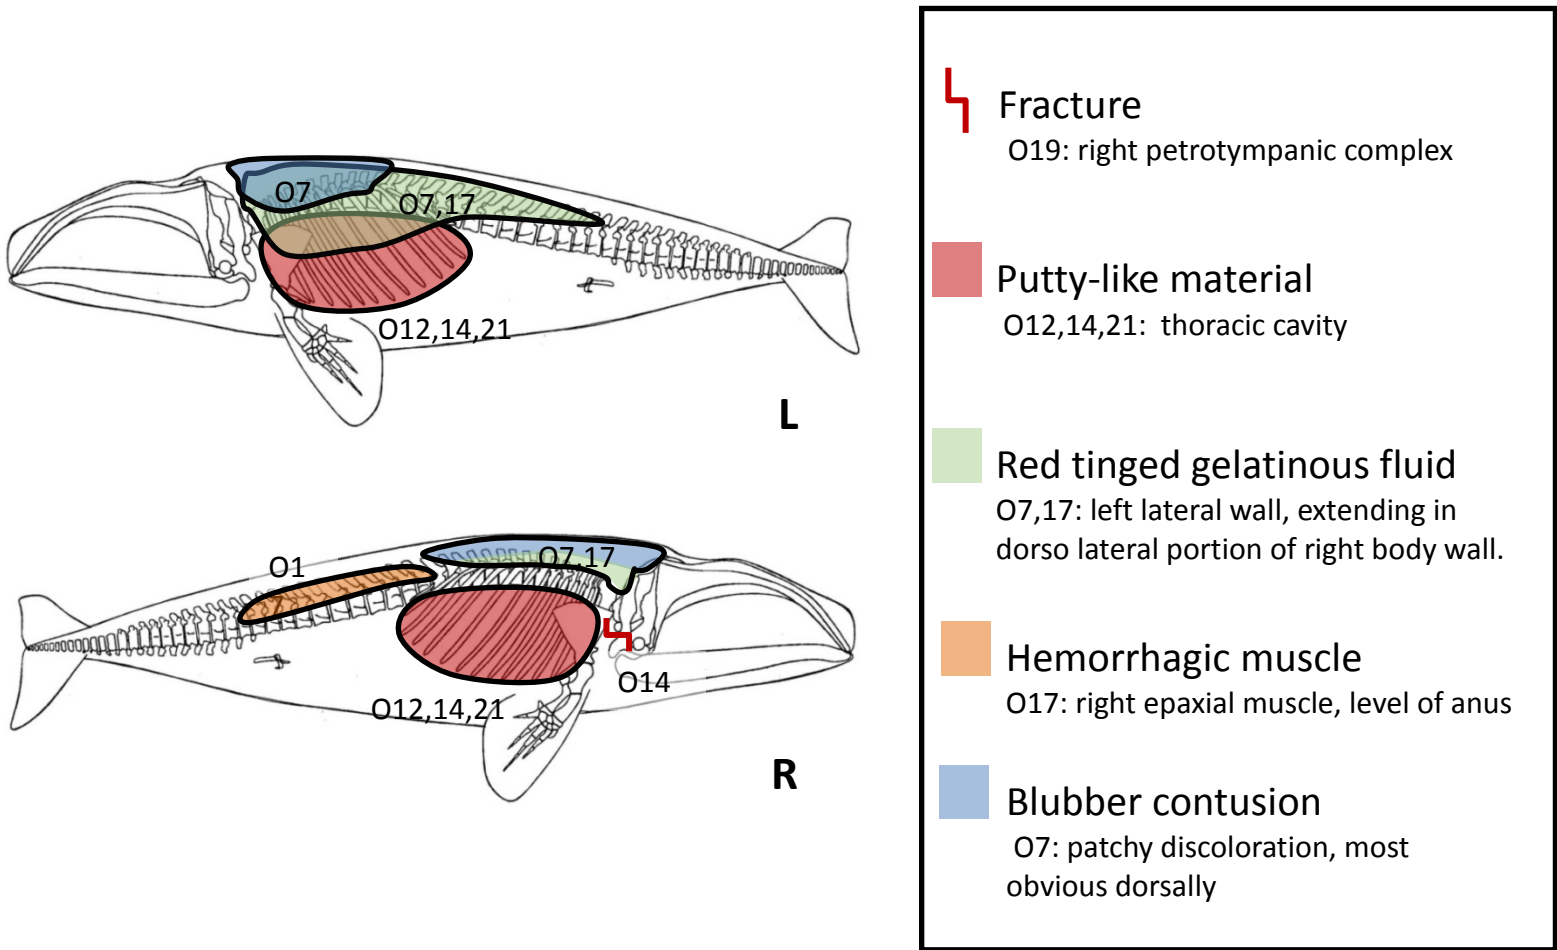 O7
O7,17
O12,14,21
L
O1
O7,17
O14
O12,14,21
R
Fracture
O19: right petrotympanic complex
Putty-like material
O12,14,21: thoracic cavity
Red tinged gelatinous fluid
O7,17: left lateral wall, extending in
dorso lateral portion of right body wall.
Hemorrhagic muscle
O17: right epaxial muscle, level of anus
Blubber contusion
O7: patchy discoloration, most
obvious dorsally